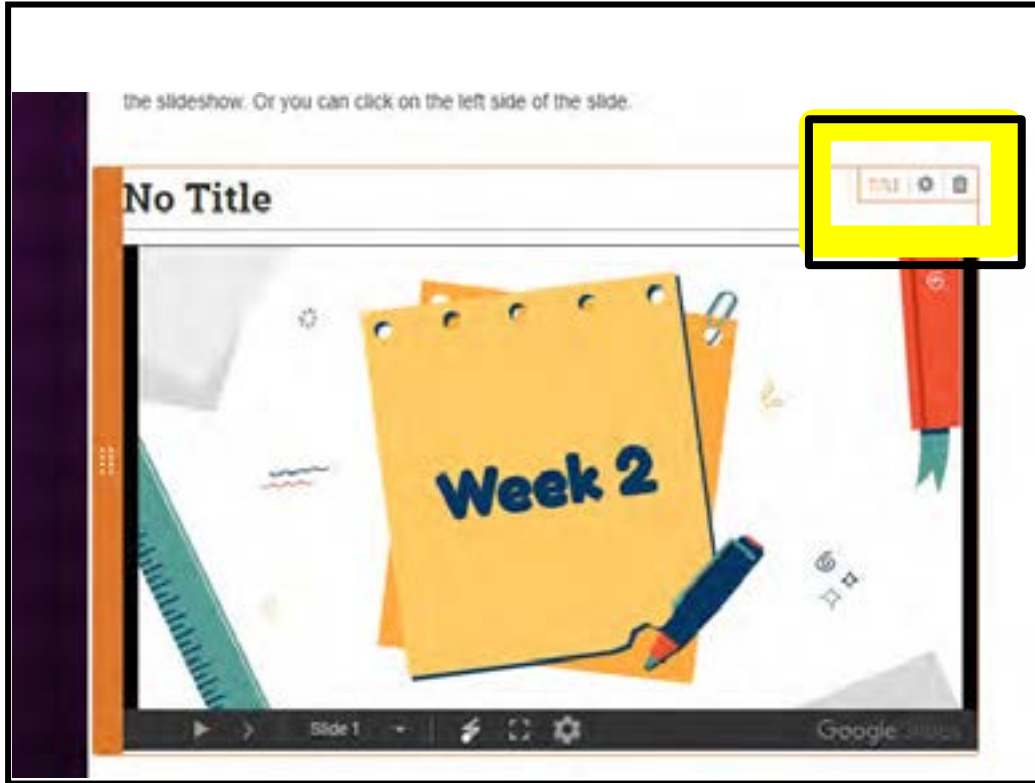 the slideshow. Or you can click on the left side of the slide.
No Title
TITLE
Week 2
Slide 1
Google Slides